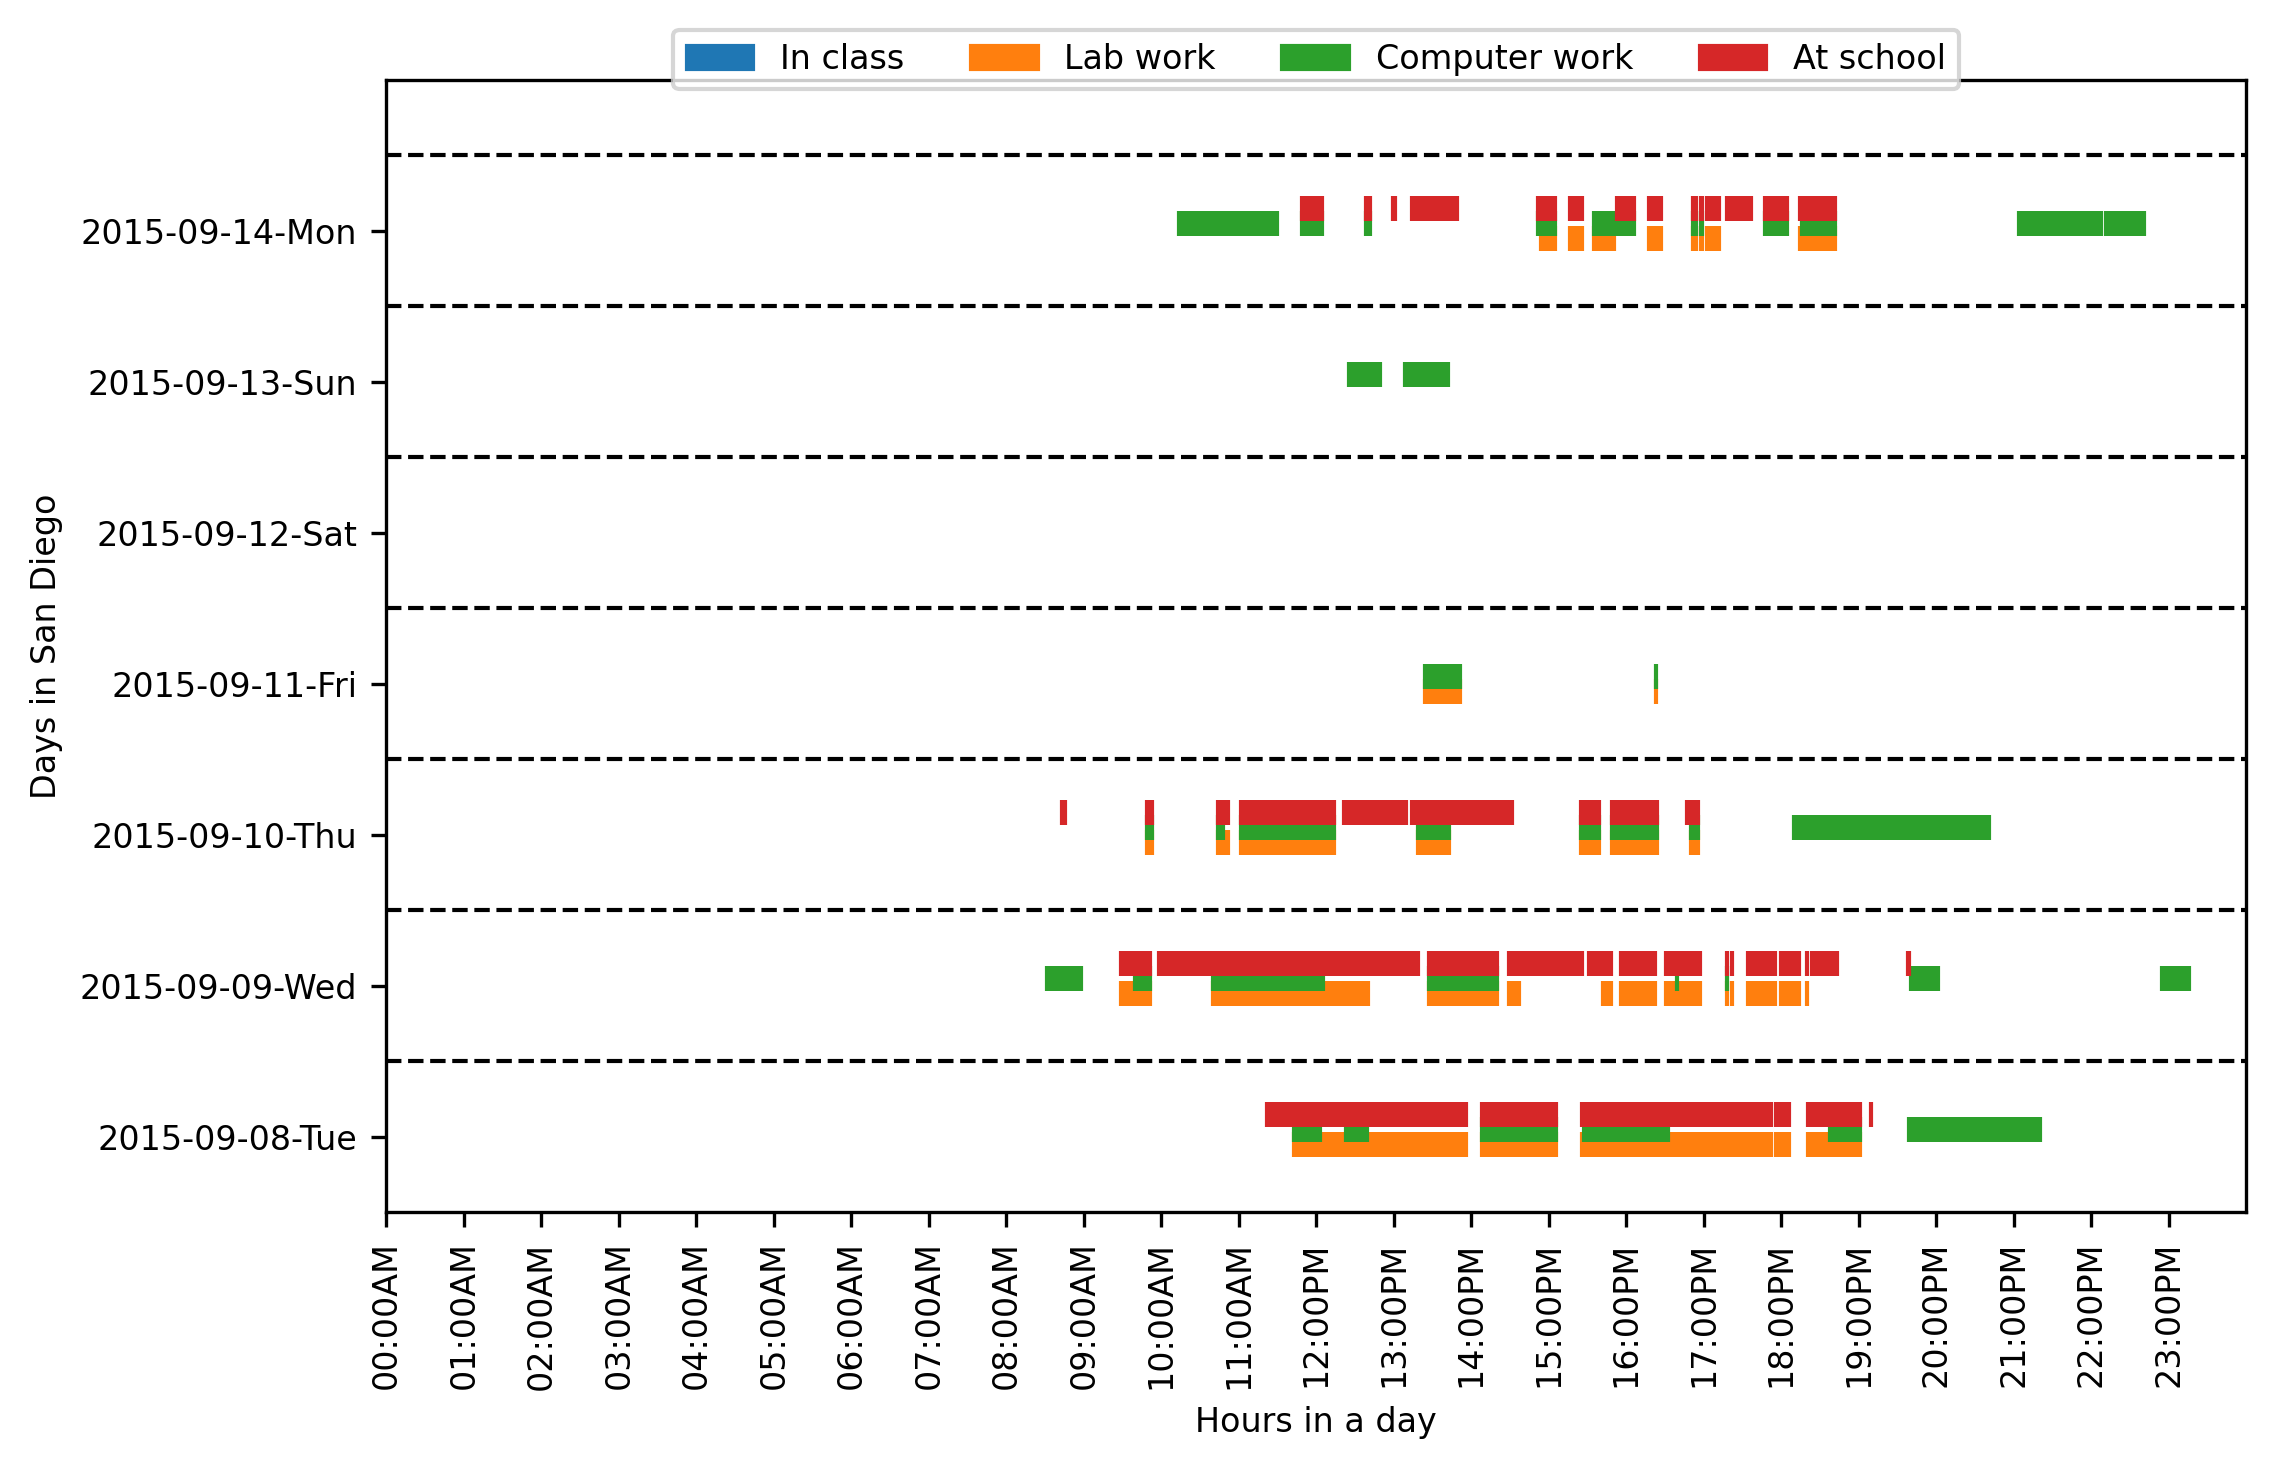 In class Lab work Computer work At school
2015-09-14-Mon
2015-09-13-Sun
2015-09-12-Sat
2015-09-11-Fri
2015-09-10-Thu
2015-09-09-Wed
2015-09-08-Tue
Days in San Diego
00:00AM
01:00AM
02:00AM
03:00AM
04:00AM
05:00AM
06:00AM
07:00AM
08:00AM
09:00AM
10:00AM
11:00AM
12:00PM
13:00PM
14:00PM
15:00PM
16:00PM
17:00PM
18:00PM
19:00PM
20:00PM
21:00PM
22:00PM
23:00PM
Hours in a day